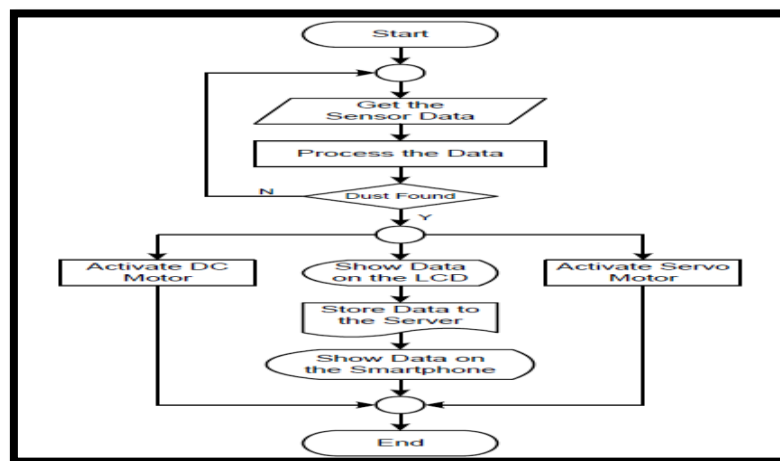 Start
Get the
Sensor Data
Process the Data
Dust Found
N
Y
Activate DC
Motor
Show Data
on the LCD
Activate Servo
Motor
Store Data to
the Server
Show Data on
the Smartphone
End